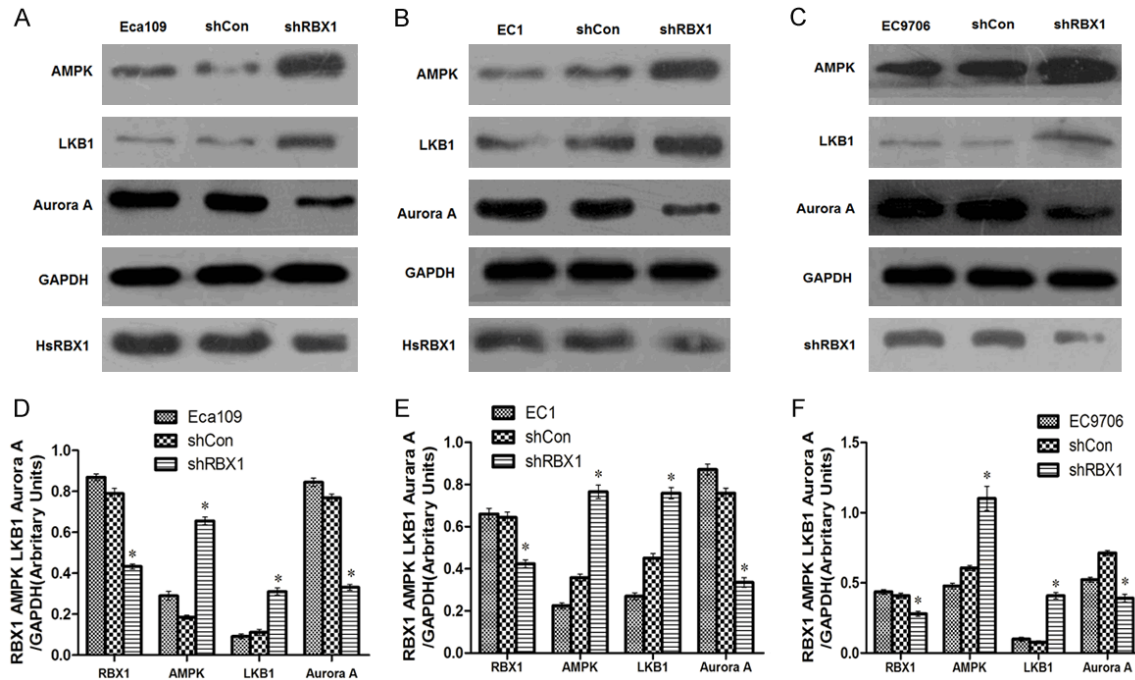 A
Eca109 shCon shRBX1
AMPK
LKB1
Aurora A
GAPDH
HsRBX1
B
EC1 shCon shRBX1
AMPK
LKB1
Aurora A
GAPDH
HsRBX1
C
EC9706 shCon shRBX1
AMPK
LKB1
Aurora A
GAPDH
shRBX1
D
Eca109
shCon
shRBX1
RBX1 AMPK LKB1 Aurora A
/GAPDH(Arbritary Units)
1.0
0.8
0.6
0.4
0.2
0.0
* * * *
RBX1 AMPK LKB1 Aurora A
E
EC1
shCon
shRBX1
RBX1 AMPK LKB1 Aurora A
/GAPDH(Arbritary Units)
1.0
0.8
0.6
0.4
0.2
0.0
* * * *
RBX1 AMPK LKB1 Aurora A
F
EC9706
shCon
shRBX1
RBX1 AMPK LKB1 Aurora A
/GAPDH(Arbritary Units)
1.5
1.0
0.5
0.0
* * * *
RBX1 AMPK LKB1 Aurora A